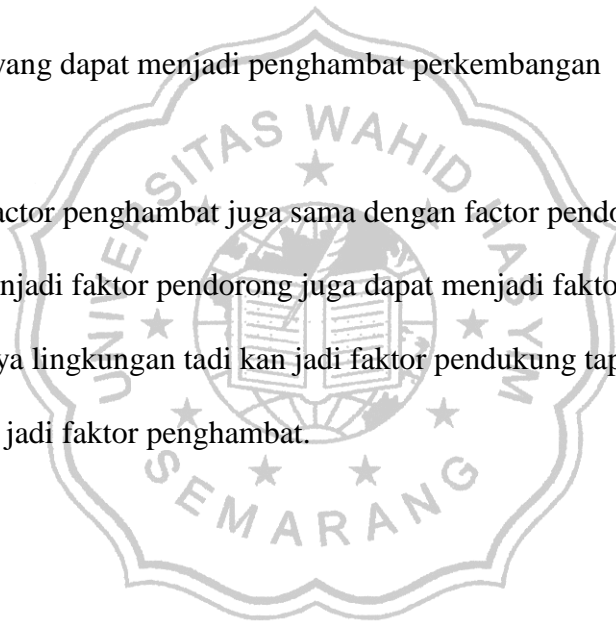 yang dapat menjadi penghambat perkembangan
UNIVERSITAS WAHID HASYIM
actor penghambat juga sama dengan factor pendo
njadi faktor pendorong juga dapat menjadi fakto
ya lingkungan tadi kan jadi faktor pendukung tap
jadi faktor penghambat.
SEMARANG